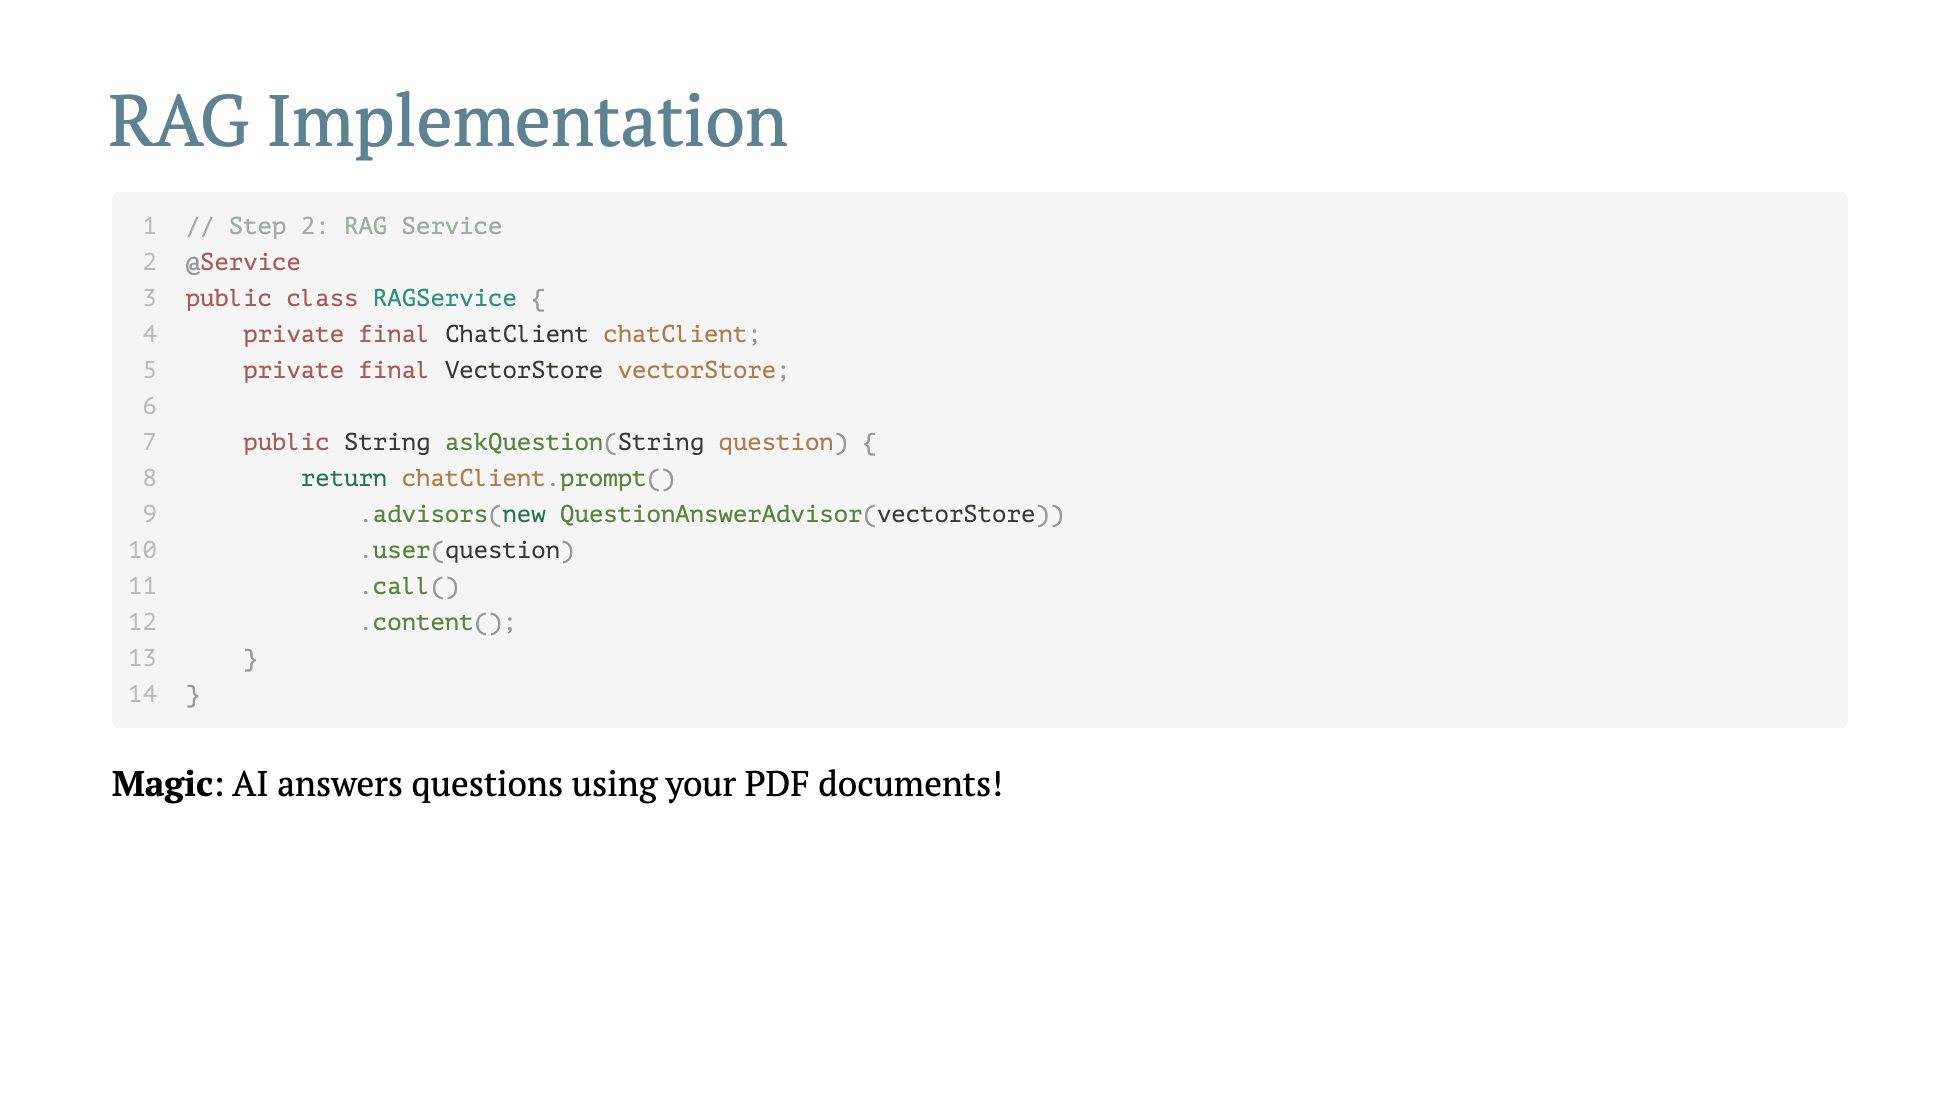 RAG Implementation
1 // Step 2: RAG Service
2 @Service
3 public class RAGService {
4     private final ChatClient chatClient;
5     private final VectorStore vectorStore;
6
7     public String askQuestion(String question) {
8         return chatClient.prompt()
9             .advisors(new QuestionAnswerAdvisor(vectorStore))
10             .user(question)
11             .call()
12             .content();
13     }
14 }
Magic: AI answers questions using your PDF documents!